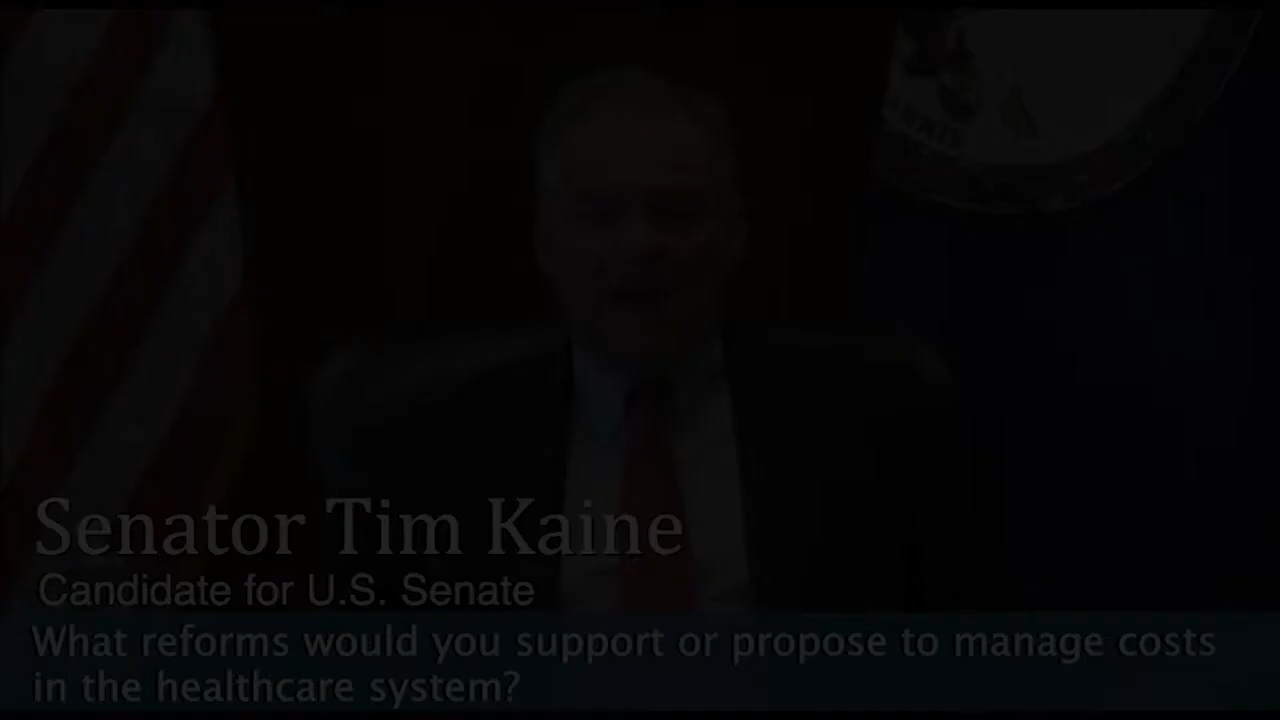 Senator Tim Kaine
Candidate for U.S. Senate
What reforms would you support or propose to manage costs
in the healthcare system?